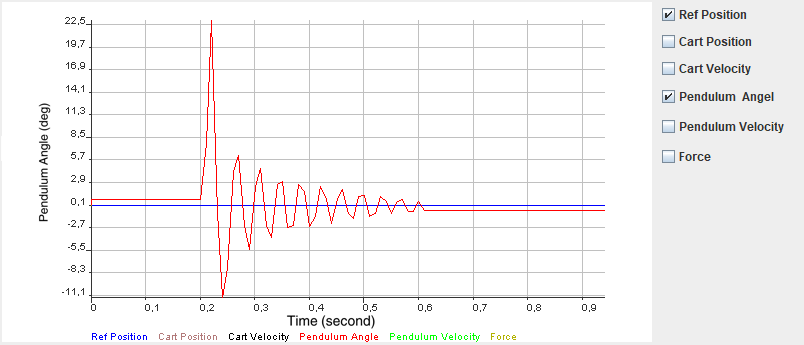 22,5
19,7
16,9
14,1
11,3
8,5
5,7
2,9
0,1
-2,7
-5,5
-8,3
-11,1
Pendulum Angle (deg)
0 0,1 0,2 0,3 0,4 0,5 0,6 0,7 0,8 0,9
Time (second)
Ref Position Cart Position Cart Velocity Pendulum Angle Pendulum Velocity Force
Ref Position
Cart Position
Cart Velocity
Pendulum Angel
Pendulum Velocity
Force